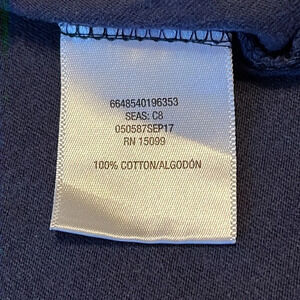 6648540196353
SEAS: C8
050587SEP17
RN 15099
100% COTTON/ALGODÓN